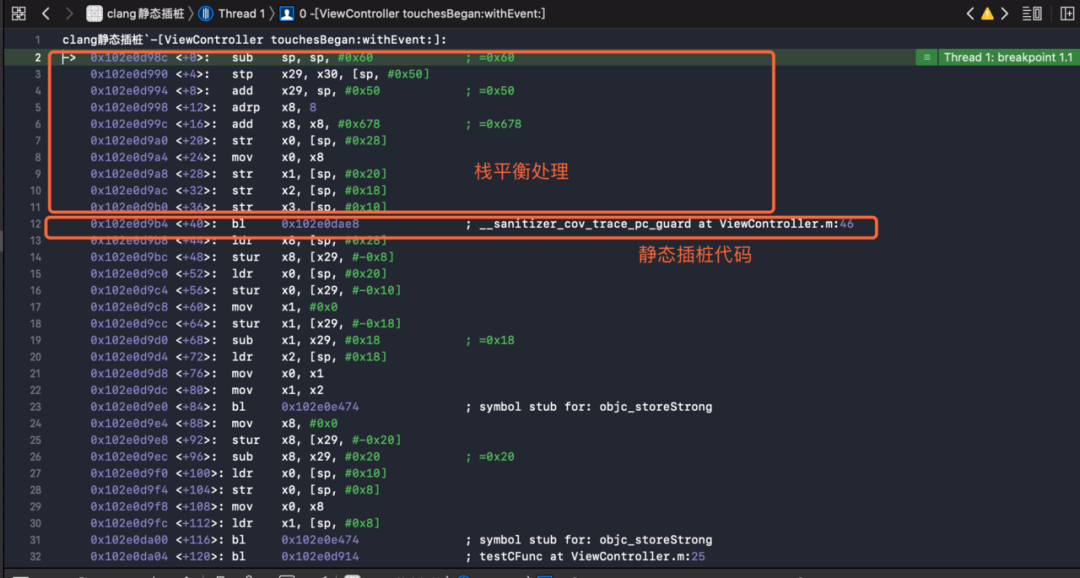 clang静态插桩 〉 Thread 1 〉 0 -[ViewController touchesBegan:withEvent:]
1 clang静态插桩`-[ViewController touchesBegan:withEvent:]:
2 -> 0x102e0d98c <+0>: sub sp, sp, #0x60 ; =0x60 Thread 1: breakpoint 1.1
3 0x102e0d990 <+4>: stp x29, x30, [sp, #0x50]
4 0x102e0d994 <+8>: add x29, sp, #0x50 ; =0x50
5 0x102e0d998 <+12>: adrp x8, 8
6 0x102e0d99c <+16>: add x8, x8, #0x678 ; =0x678
7 0x102e0d9a0 <+20>: str x0, [sp, #0x28]
8 0x102e0d9a4 <+24>: mov x0, x8
9 0x102e0d9a8 <+28>: str x1, [sp, #0x20]
栈平衡处理
10 0x102e0d9ac <+32>: str x2, [sp, #0x18]
11 0x102e0d9b0 <+36>: str x3, [sp, #0x10]
12 0x102e0d9b4 <+40>: bl 0x102e0dae8 ; __sanitizer_cov_trace_pc_guard at ViewController.m:46
13 0x102e0d9b8 <+44>: ldr x8, [sp, #0x28]
14 0x102e0d9bc <+48>: stur x8, [x29, #-0x8]
静态插桩代码
15 0x102e0d9c0 <+52>: ldr x0, [sp, #0x20]
16 0x102e0d9c4 <+56>: stur x0, [x29, #-0x10]
17 0x102e0d9c8 <+60>: mov x1, #0x0
18 0x102e0d9cc <+64>: stur x1, [x29, #-0x18]
19 0x102e0d9d0 <+68>: sub x1, x29, #0x18 ; =0x18
20 0x102e0d9d4 <+72>: ldr x2, [sp, #0x18]
21 0x102e0d9d8 <+76>: mov x0, x1
22 0x102e0d9dc <+80>: mov x1, x2
23 0x102e0d9e0 <+84>: bl 0x102e0e474 ; symbol stub for: objc_storeStrong
24 0x102e0d9e4 <+88>: mov x8, #0x0
25 0x102e0d9e8 <+92>: stur x8, [x29, #-0x20]
26 0x102e0d9ec <+96>: sub x8, x29, #0x20 ; =0x20
27 0x102e0d9f0 <+100>: ldr x0, [sp, #0x10]
28 0x102e0d9f4 <+104>: str x0, [sp, #0x8]
29 0x102e0d9f8 <+108>: mov x0, x8
30 0x102e0d9fc <+112>: ldr x1, [sp, #0x8]
31 0x102e0da00 <+116>: bl 0x102e0e474 ; symbol stub for: objc_storeStrong
32 0x102e0da04 <+120>: bl 0x102e0d914 ; testCFunc at ViewController.m:25